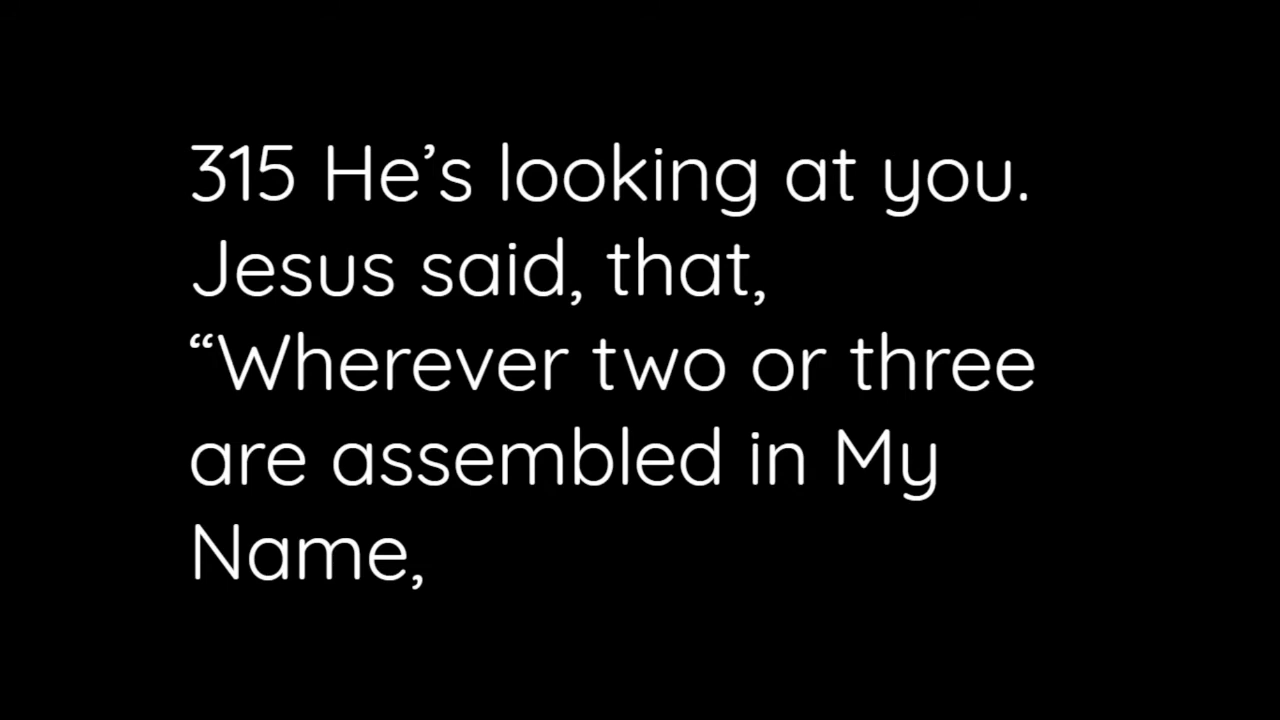 315 He’s looking at you.
Jesus said, that,
“Wherever two or three
are assembled in My
Name,